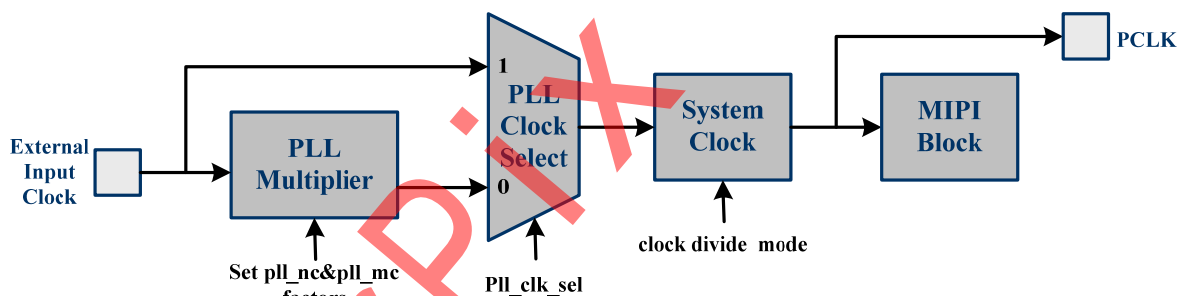 External
Input
Clock
PLL
Multiplier
Set pll_nc&pll_mc
factors
1
PLL
Clock
Select
0
Pll_clk_sel
System
Clock
clock divide mode
MIPI
Block
PCLK